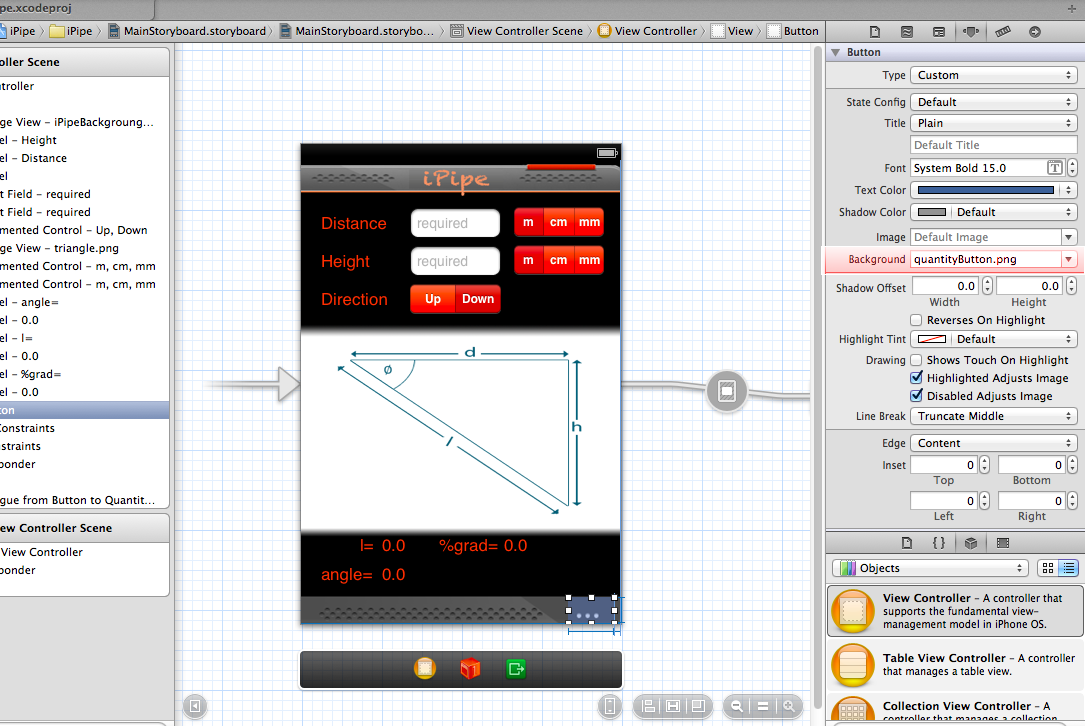 pe.xcodeproj
iPipe iPipe MainStoryboard.storyboard MainStoryboard.storybo... View Controller Scene View Controller View Button
oller Scene
troller
ge View – iPipeBackgroung...
el – Height
el – Distance
el
t Field – required
t Field – required
mented Control – Up, Down
ge View – triangle.png
mented Control – m, cm, mm
mented Control – m, cm, mm
el – angle=
el – 0.0
el – l=
el – 0.0
el – %grad=
el – 0.0
ton
Constraints
straints
ponder
gue from Button to Quantit...
ew Controller Scene
View Controller
ponder
iPipe
Distance required m cm mm
Height required m cm mm
Direction Up Down
d
ø
h
l
l= 0.0 %grad= 0.0
angle= 0.0
Button
Type Custom
State Config Default
Title Plain
Default Title
Font System Bold 15.0 T
Text Color
Shadow Color Default
Image Default Image
Background quantityButton.png
Shadow Offset 0.0 0.0
Width Height
Reverses On Highlight
Highlight Tint Default
Drawing Shows Touch On Highlight
Highlighted Adjusts Image
Disabled Adjusts Image
Line Break Truncate Middle
Edge Content
Inset 0 0
Top Bottom
0 0
Left Right
{ }
Objects
View Controller – A controller that
supports the fundamental view-
management model in iPhone OS.
Table View Controller – A controller
that manages a table view.
Collection View Controller – A
controller that manages a collection